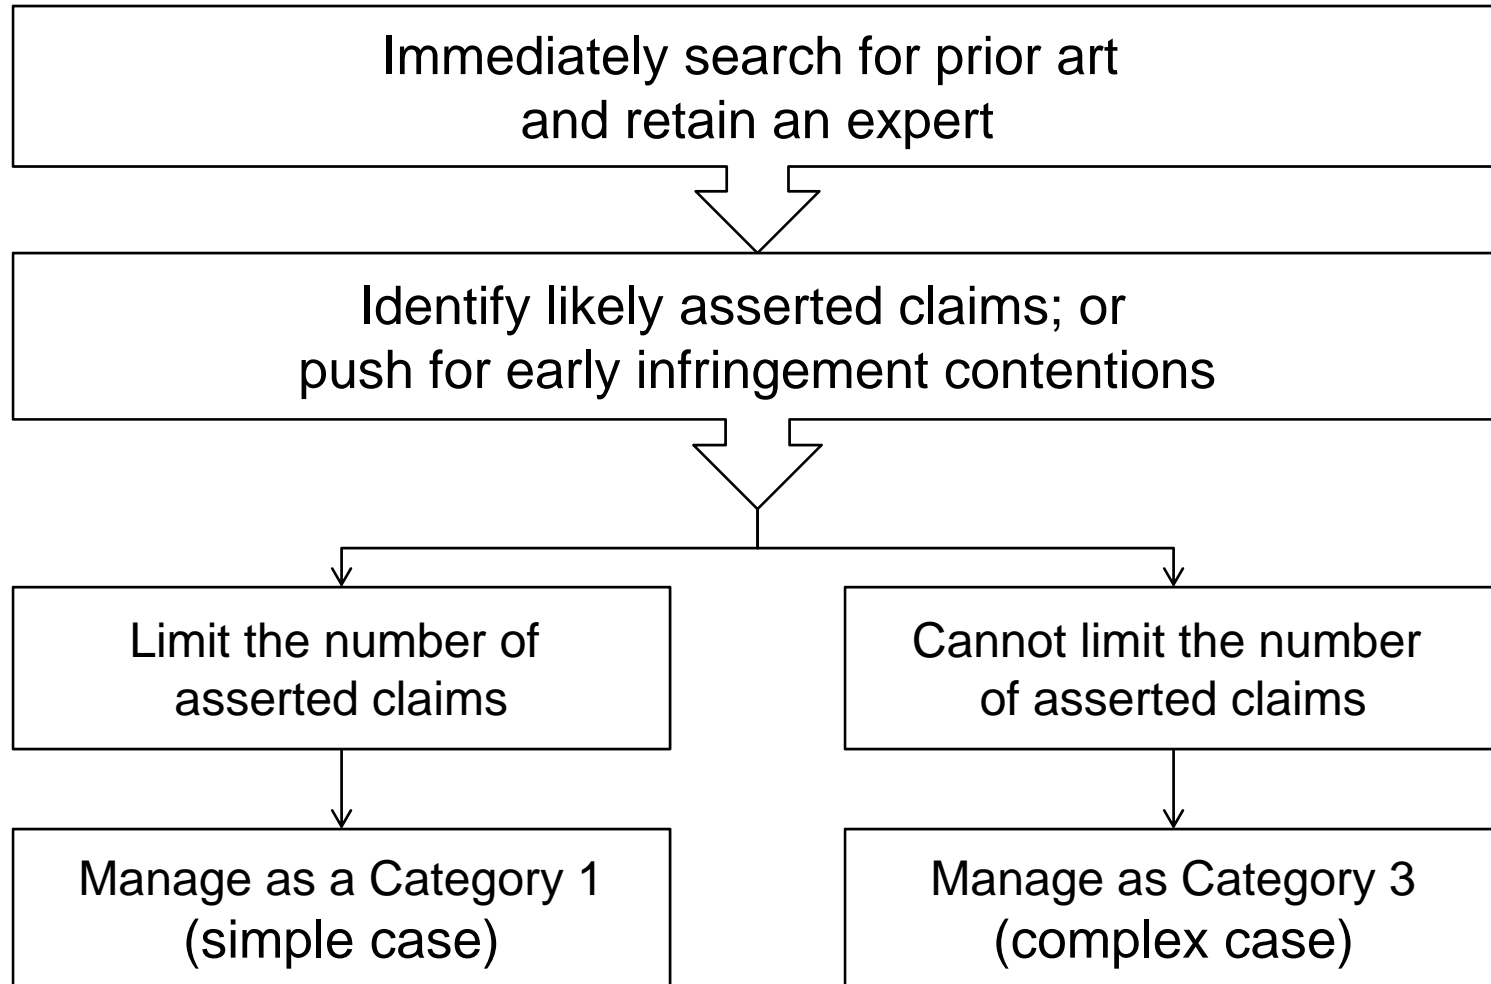 Immediately search for prior art
and retain an expert
Identify likely asserted claims; or
push for early infringement contentions
Limit the number of
asserted claims
Cannot limit the number
of asserted claims
Manage as a Category 1
(simple case)
Manage as Category 3
(complex case)